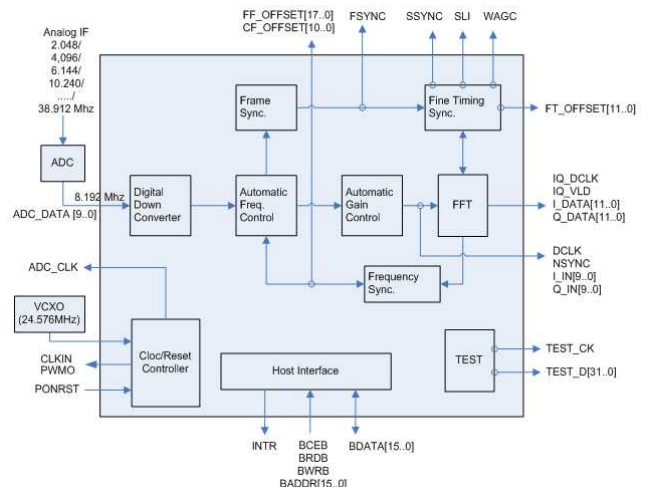 FF_OFFSET[17..0]
CF_OFFSET[10..0]
FSYNC
SSYNC
SLI
WAGC
Analog IF
2.048/
4,096/
6.144/
10.240/
...../
38.912 Mhz
Frame
Sync.
Fine Timing
Sync.
FT_OFFSET[11..0]
ADC
8.192 Mhz
ADC_DATA [9..0]
Digital
Down
Converter
Automatic
Freq.
Control
Automatic
Gain
Control
FFT
IQ_DCLK
IQ_VLD
I_DATA[11..0]
Q_DATA[11..0]
DCLK
NSYNC
I_IN[9..0]
Q_IN[9..0]
ADC_CLK
Frequency
Sync.
VCXO
(24.576MHz)
Cloc/Reset
Controller
CLKIN
PWMO
PONRST
Host Interface
TEST
TEST_CK
TEST_D[31..0]
INTR
BCEB
BRDB
BWRB
BADDR[15..0]
BDATA[15..0]